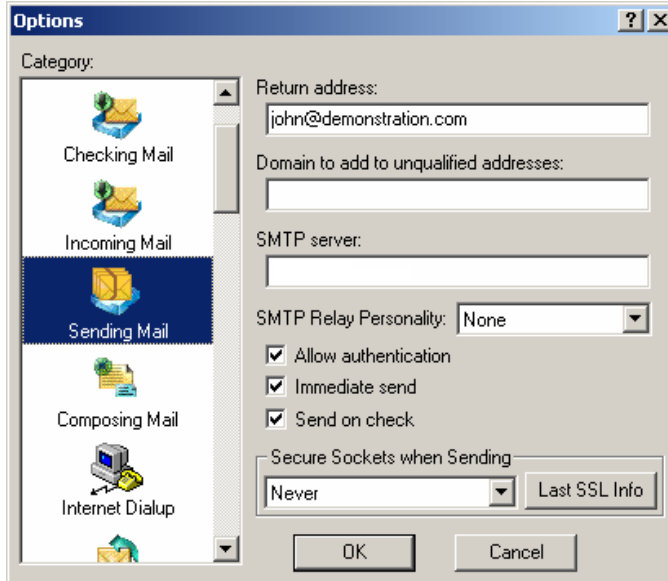 Options
Category:
Checking Mail
Incoming Mail
Sending Mail
Composing Mail
Internet Dialup
Return address:
john@demonstration.com
Domain to add to unqualified addresses:
SMTP server:
SMTP Relay Personality: None
Allow authentication
Immediate send
Send on check
Secure Sockets when Sending
Never Last SSL Info
OK Cancel